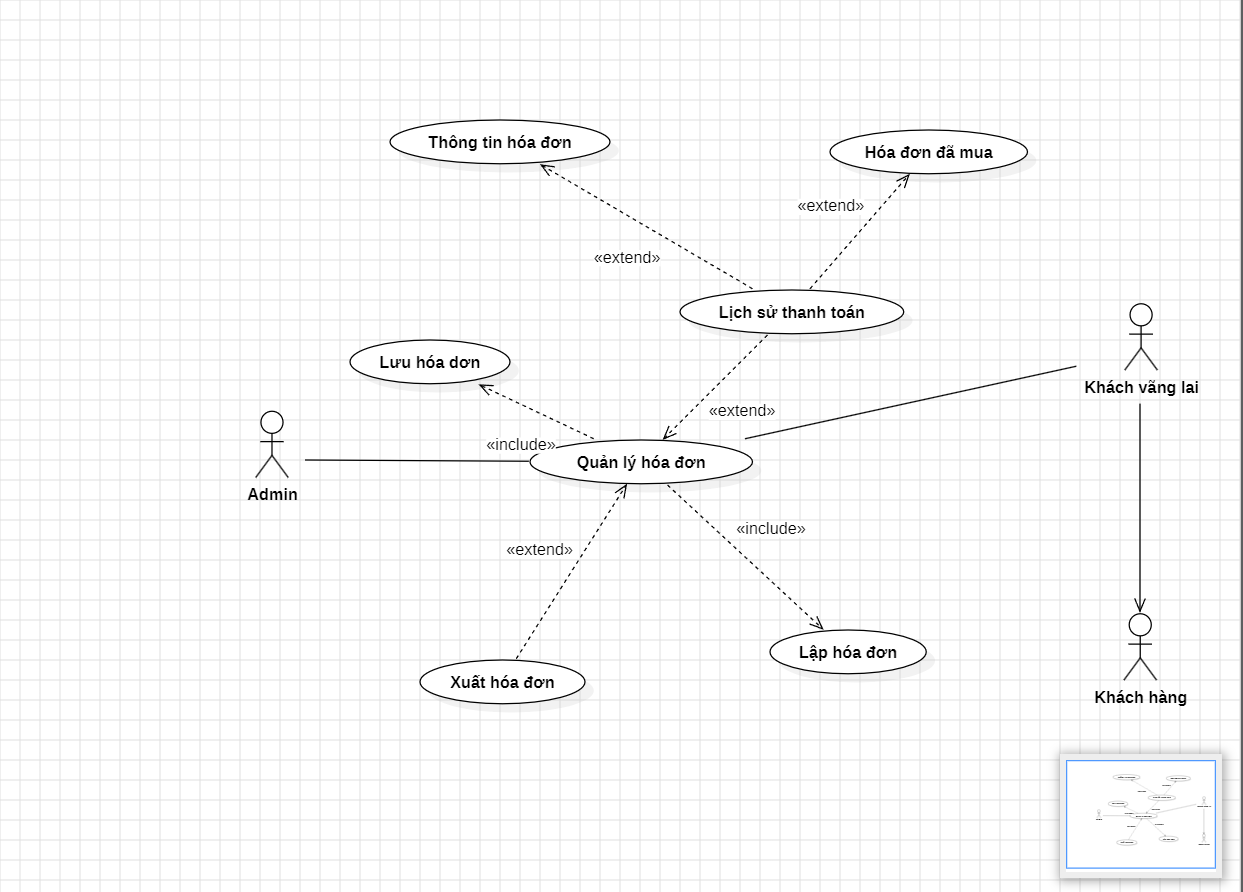 Thông tin hóa đơn
Hóa đơn đã mua
«extend»
«extend»
Lịch sử thanh toán
Lưu hóa dơn
Khách vãng lai
«extend»
«include»
Quản lý hóa đơn
Admin
«include»
«extend»
Lập hóa đơn
Xuất hóa đơn
Khách hàng